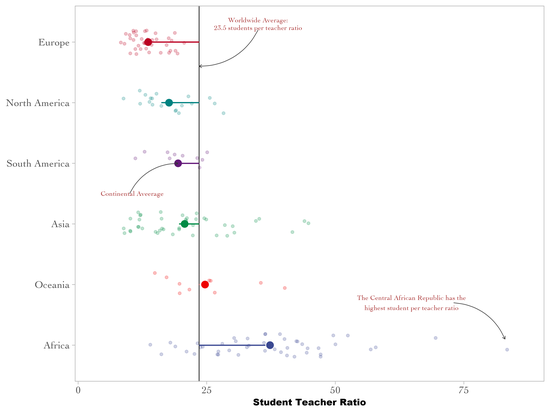 Worldwide Average:
23.5 students per teacher ratio
Europe
North America
South America
Continental Aveerage
Asia
Oceania
The Central African Republic has the
highest student per teacher ratio
Africa
0 25 50 75
Student Teacher Ratio